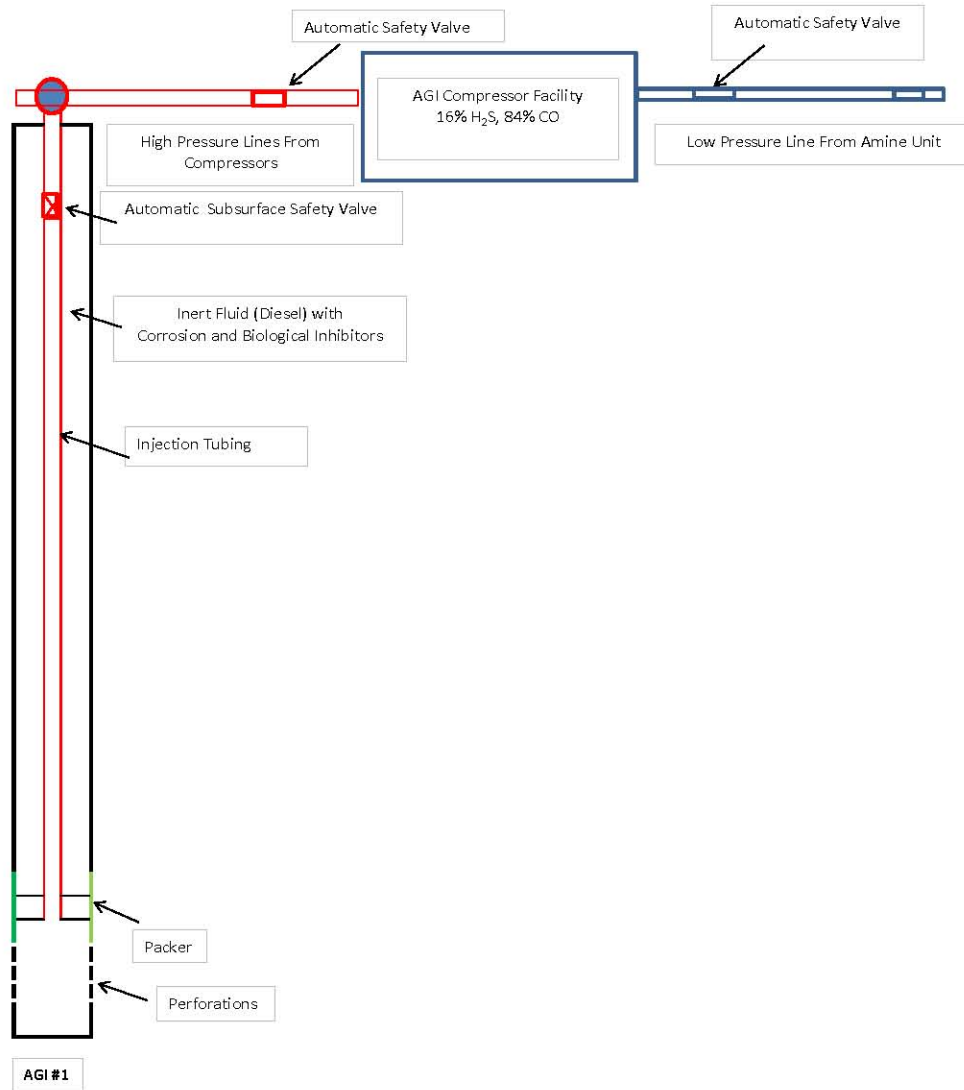 Automatic Safety Valve
Automatic Safety Valve
AGI Compressor Facility
16% H₂S, 84% CO
High Pressure Lines From
Compressors
Low Pressure Line From Amine Unit
Automatic Subsurface Safety Valve
Inert Fluid (Diesel) with
Corrosion and Biological Inhibitors
Injection Tubing
Packer
Perforations
AGI #1